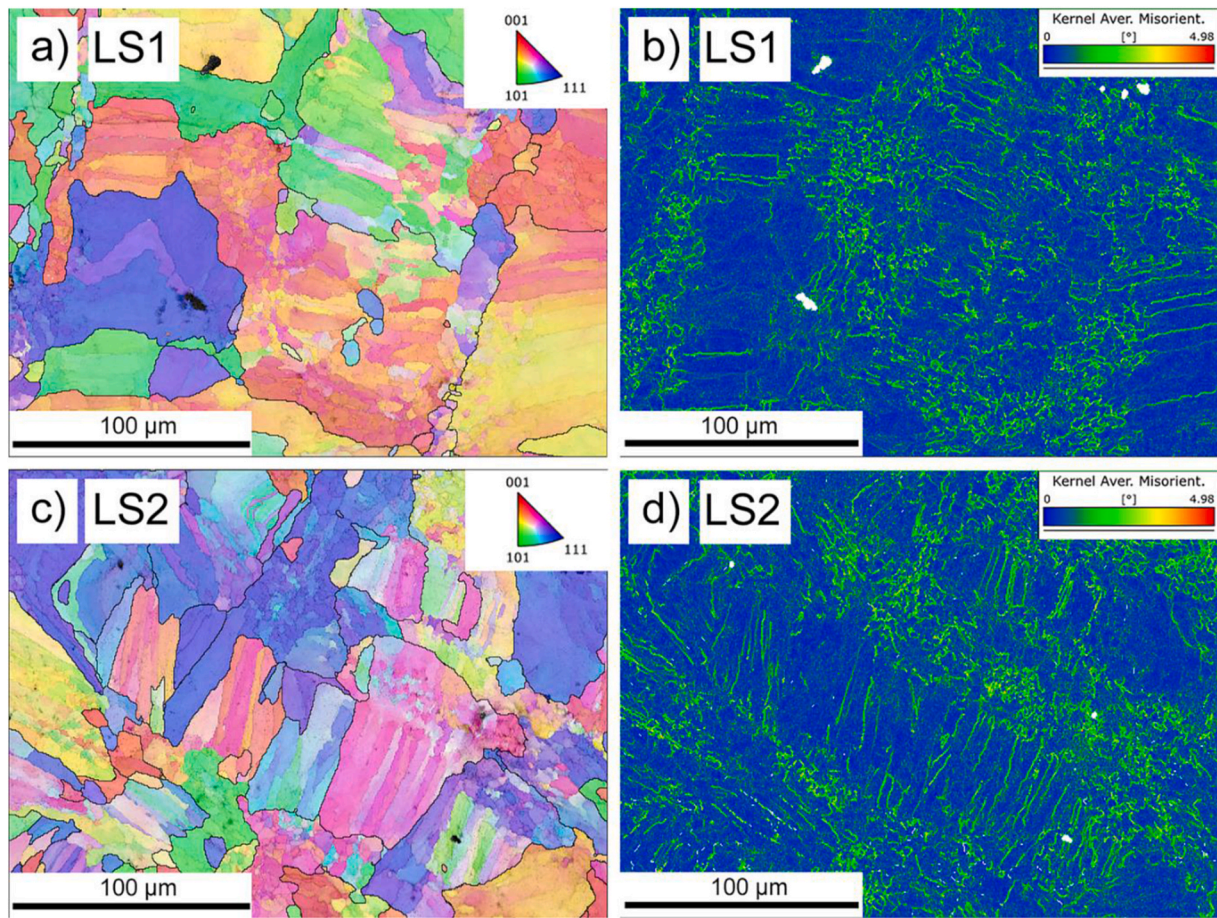 a) LS1
001
101
111
100 µm
b) LS1
Kernel Aver. Misorient.
0 [°] 4.98
100 µm
c) LS2
001
101
111
100 µm
d) LS2
Kernel Aver. Misorient.
0 [°] 4.98
100 µm